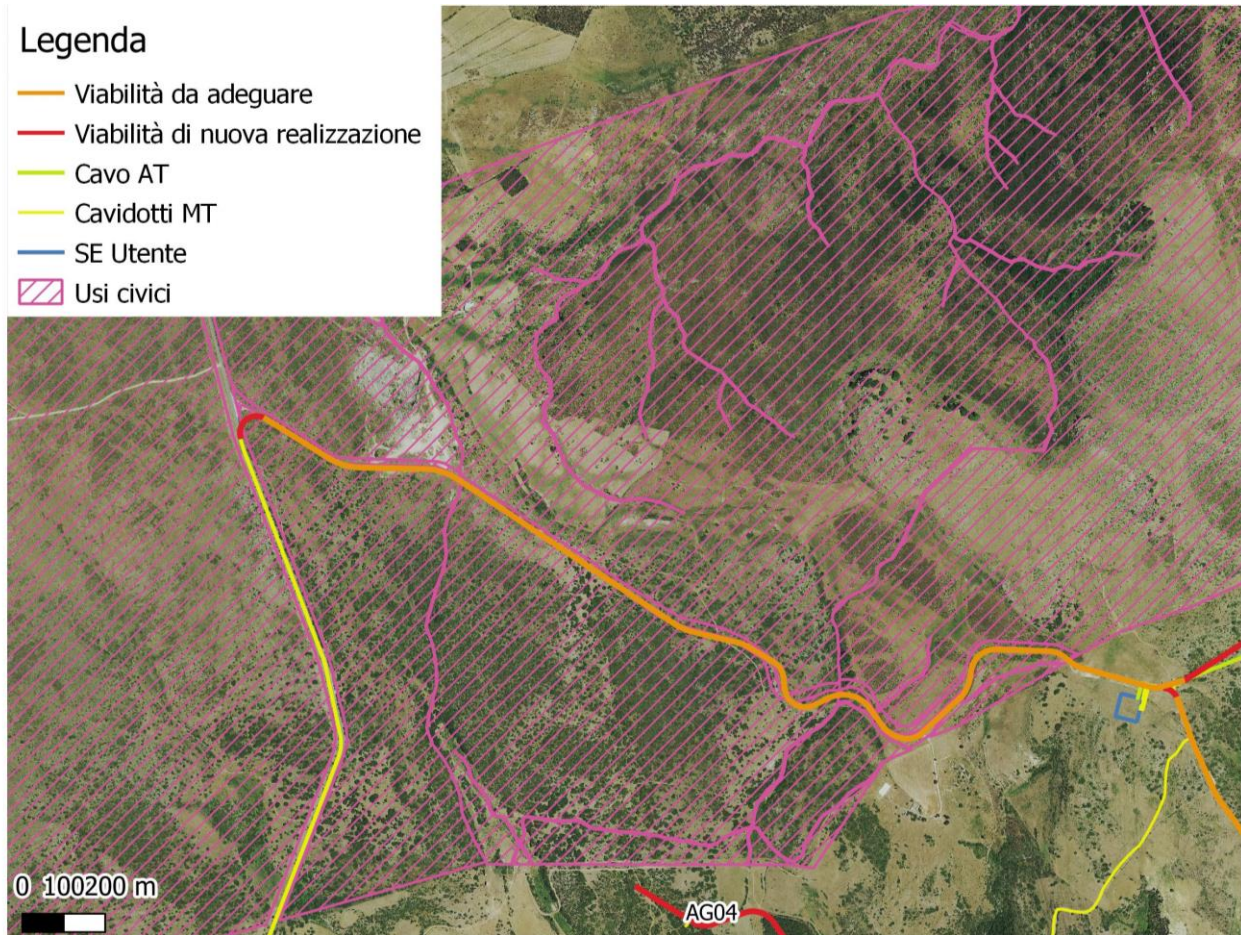 Legenda
Viabilità da adeguare
Viabilità di nuova realizzazione
Cavo AT
Cavidotti MT
SE Utente
Usi civici
0 100200 m
AG04